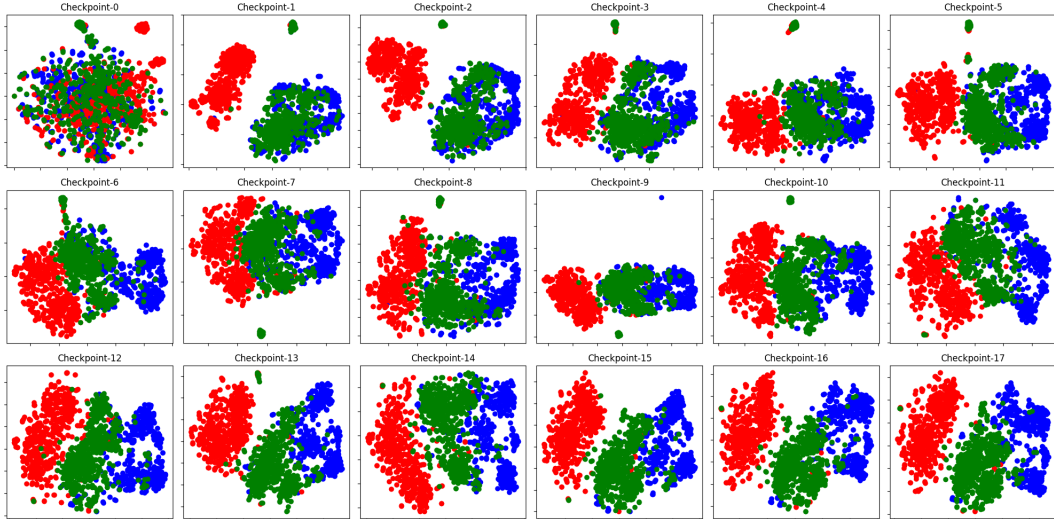 Checkpoint-0
Checkpoint-1
Checkpoint-2
Checkpoint-3
Checkpoint-4
Checkpoint-5
Checkpoint-6
Checkpoint-7
Checkpoint-8
Checkpoint-9
Checkpoint-10
Checkpoint-11
Checkpoint-12
Checkpoint-13
Checkpoint-14
Checkpoint-15
Checkpoint-16
Checkpoint-17